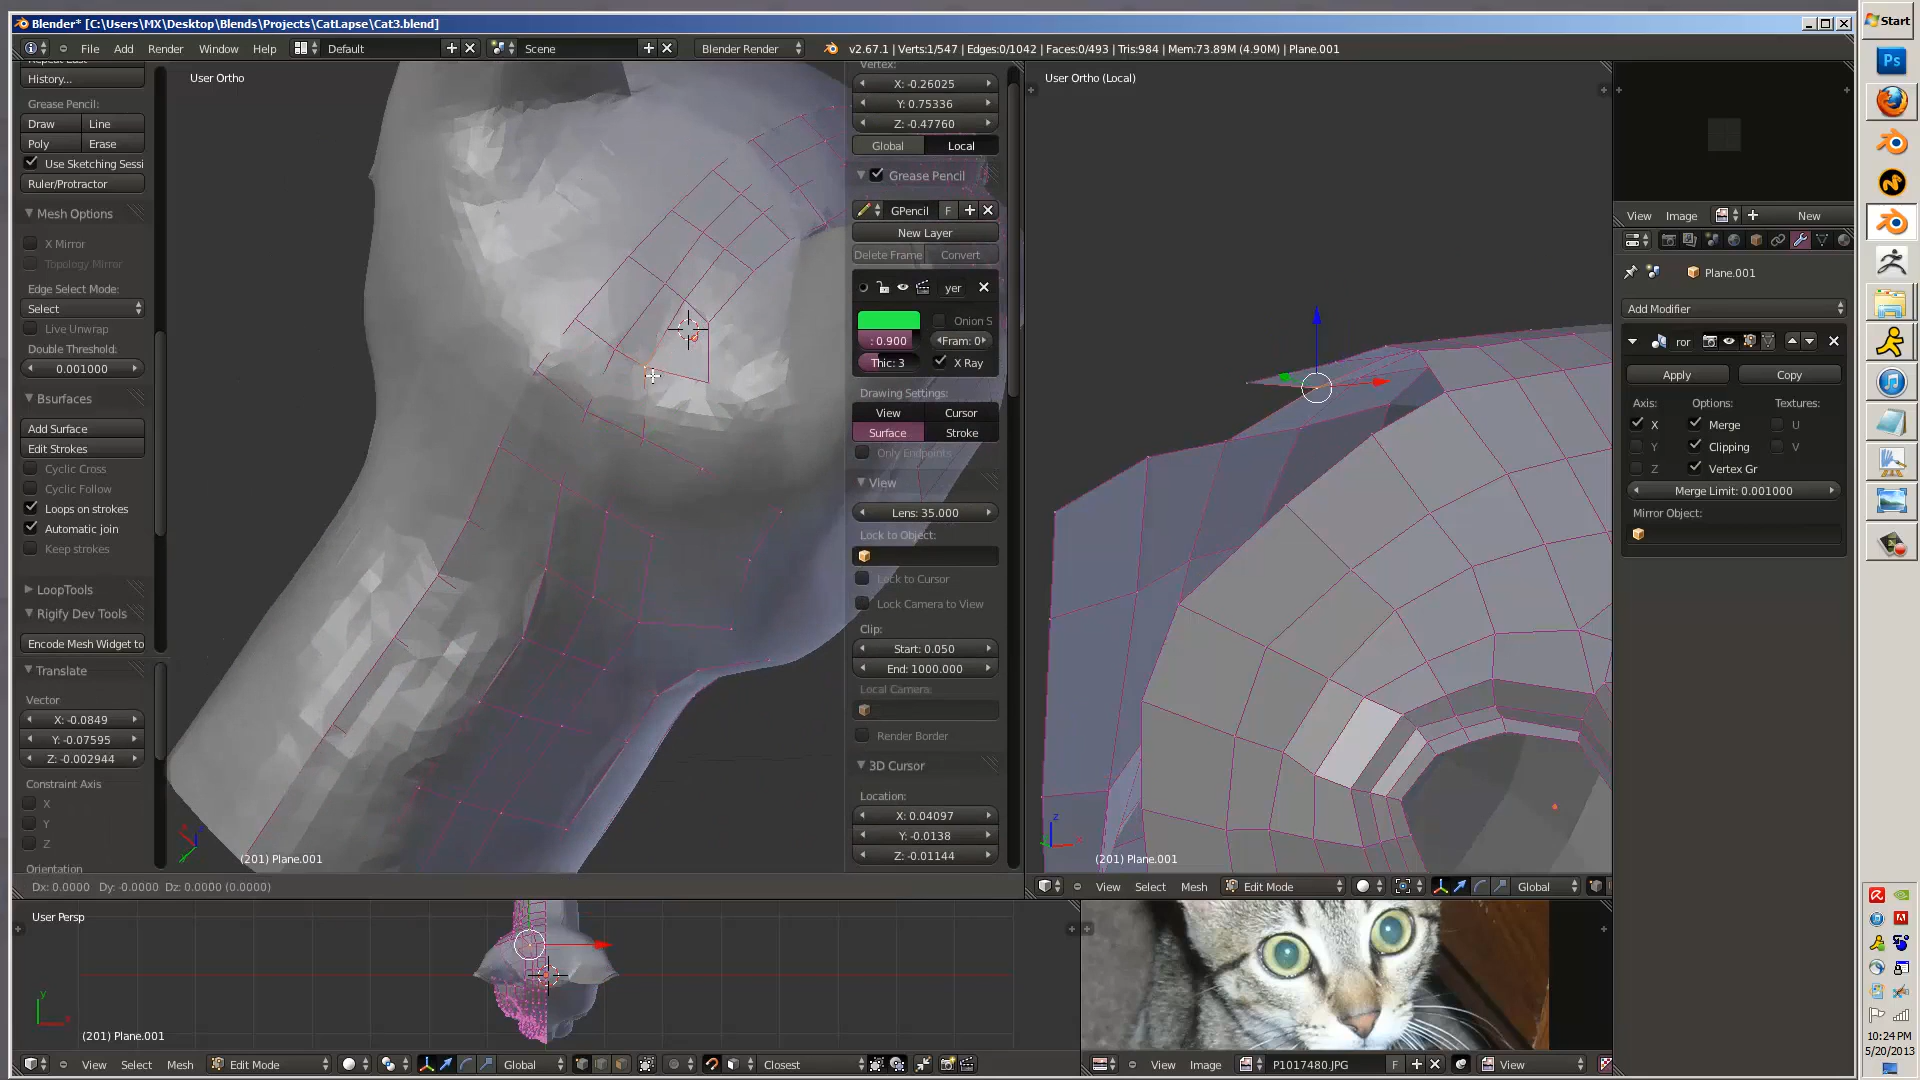 Blender* [C:\Users\MX\Desktop\Blends\Projects\CatLapse\Cat3.blend]
Start
File Add Render Window Help
Default
Scene
Blender Render
v2.67.1 | Verts:1/547 | Edges:0/1042 | Faces:0/493 | Tris:984 | Mem:73.89M (4.90M) | Plane.001
Ps
History...
Grease Pencil:
Draw Line
Poly Erase
Use Sketching Sessi
Ruler/Protractor
Mesh Options
X Mirror
Topology Mirror
Edge Select Mode:
Select
Live Unwrap
Double Threshold:
0.001000
Bsurfaces
Add Surface
Edit Strokes
Cyclic Cross
Cyclic Follow
Loops on strokes
Automatic join
Keep strokes
LoopTools
Rigify Dev Tools
Encode Mesh Widget to
Translate
Vector
X: -0.0849
Y: -0.07595
Z: -0.002944
Constraint Axis
X
Y
Z
Orientation
User Ortho
(201) Plane.001
Dx: 0.0000 Dy: -0.0000 Dz: 0.0000 (0.0000)
Vertex:
X: -0.26025
Y: 0.75336
Z: -0.47760
Global Local
Grease Pencil
GPencil F
New Layer
Delete Frame Convert
yer
Onion S
: 0.900 Fram: 0
Thic: 3 X Ray
Drawing Settings:
View Cursor
Surface Stroke
Only Endpoints
View
Lens: 35.000
Lock to Object:
Lock to Cursor
Lock Camera to View
Clip:
Start: 0.050
End: 1000.000
Local Camera:
Render Border
3D Cursor
Location:
X: 0.04097
Y: -0.0138
Z: -0.01144
User Ortho (Local)
z
(201) Plane.001
View Select Mesh Edit Mode Global
View Image New
Plane.001
Add Modifier
ror
Apply Copy
Axis: Options: Textures:
X Merge U
Y Clipping V
Z Vertex Gr
Merge Limit: 0.001000
Mirror Object:
User Persp
y
(201) Plane.001
View Select Mesh Edit Mode Global Closest
View Image P1017480.JPG F View
10:24 PM
5/20/2013